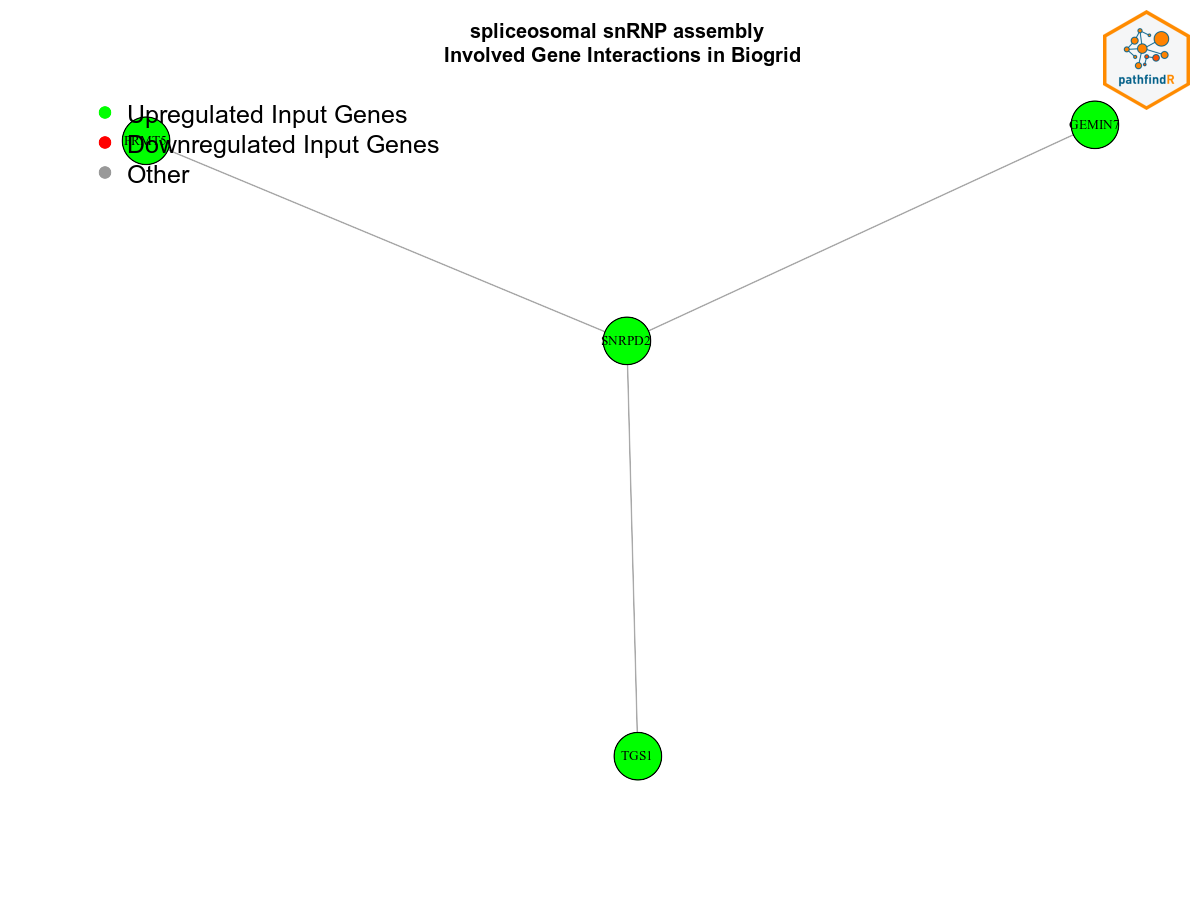 spliceosomal snRNP assembly
Involved Gene Interactions in Biogrid
pathfindR
Upregulated Input Genes
GEMIN7
PRMT5
Downregulated Input Genes
Other
SNRPD2
TGS1